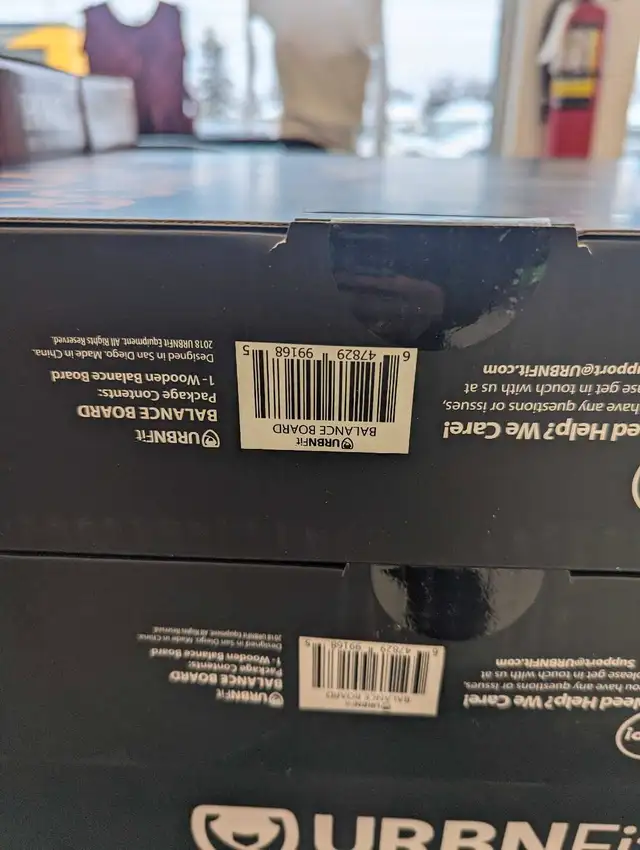 URBNFit
BALANCE BOARD
Package Contents:
1 - Wooden Balance Board
Designed in San Diego. Made in China.
2018 URBNFit Equipment. All Rights Reserved.
URBNFit
BALANCE BOARD
6 47829 99168 5
eed Help? We Care!
have any questions or issues,
ase get in touch with us at
upport@URBNFit.com
URBNFit
BALANCE BOARD
Package Contents:
1 - Wooden Balance Board
Designed in San Diego. Made in China.
2018 URBNFit Equipment. All Rights Reserved.
URBNFit
BALANCE BOARD
6 47829 99168 5
Need Help? We Care!
you have any questions or issues,
please get in touch with us at
Support@URBNFit.com
URBNFi